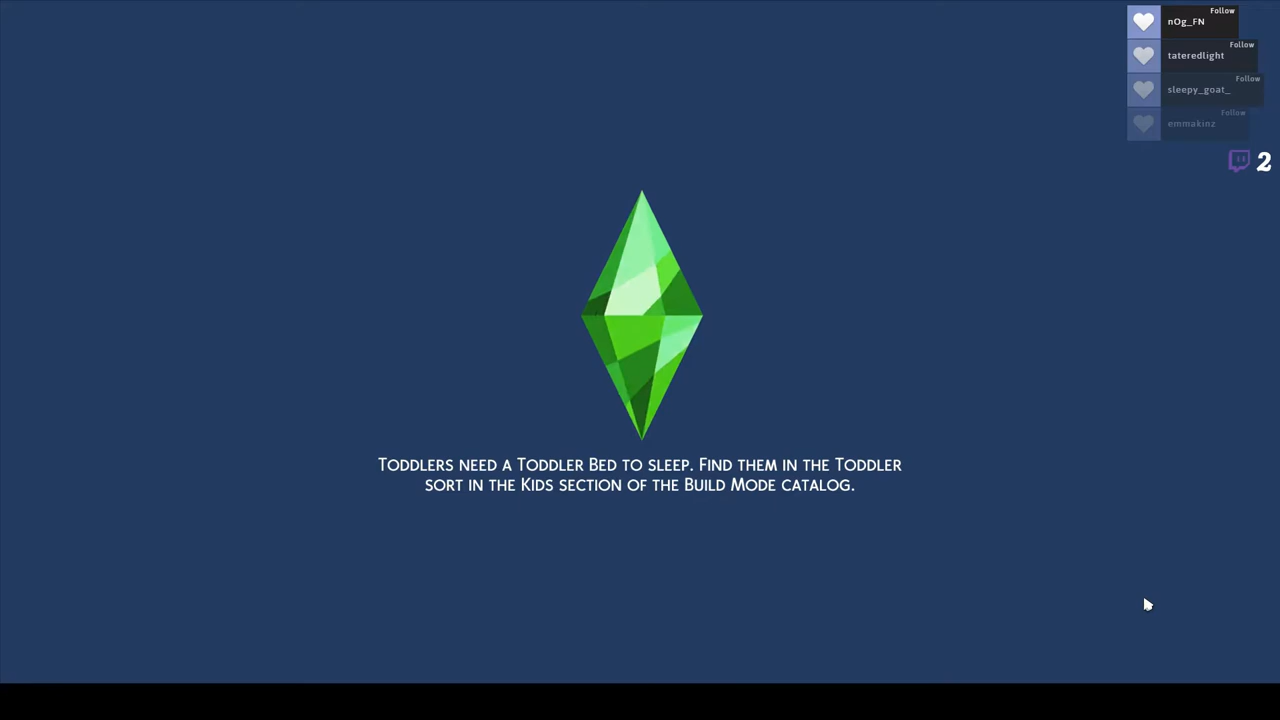 Follow
nOg_FN
Follow
tateredlight
Follow
sleepy_goat_
Follow
emmakinz
2
TODDLERS NEED A TODDLER BED TO SLEEP. FIND THEM IN THE TODDLER
SORT IN THE KIDS SECTION OF THE BUILD MODE CATALOG.